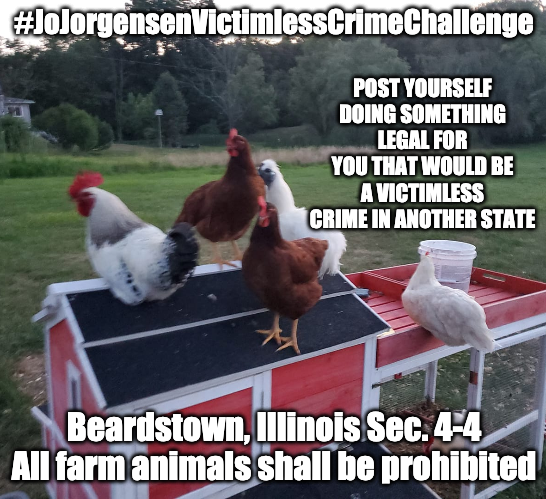 #JoJorgensenVictimlessCrimeChallenge
POST YOURSELF
DOING SOMETHING
LEGAL FOR
YOU THAT WOULD BE
A VICTIMLESS
CRIME IN ANOTHER STATE
Beardstown, Illinois Sec. 4-4
All farm animals shall be prohibited